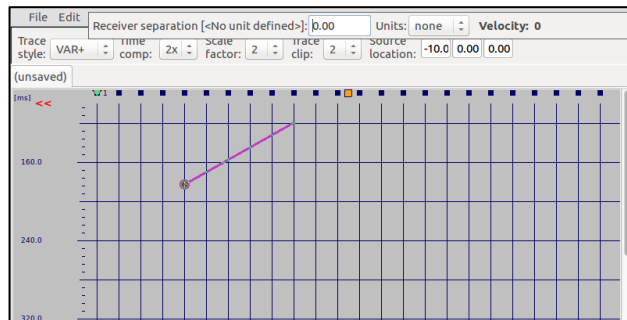 File Edit
Receiver separation [<No unit defined>]: 0.00 Units: none Velocity: 0
Trace style: VAR+ Time comp: 2x Scale factor: 2 Trace clip: 2 Source location: -10.0 0.00 0.00
(unsaved)
[ms] <<
160.0
240.0
320.0